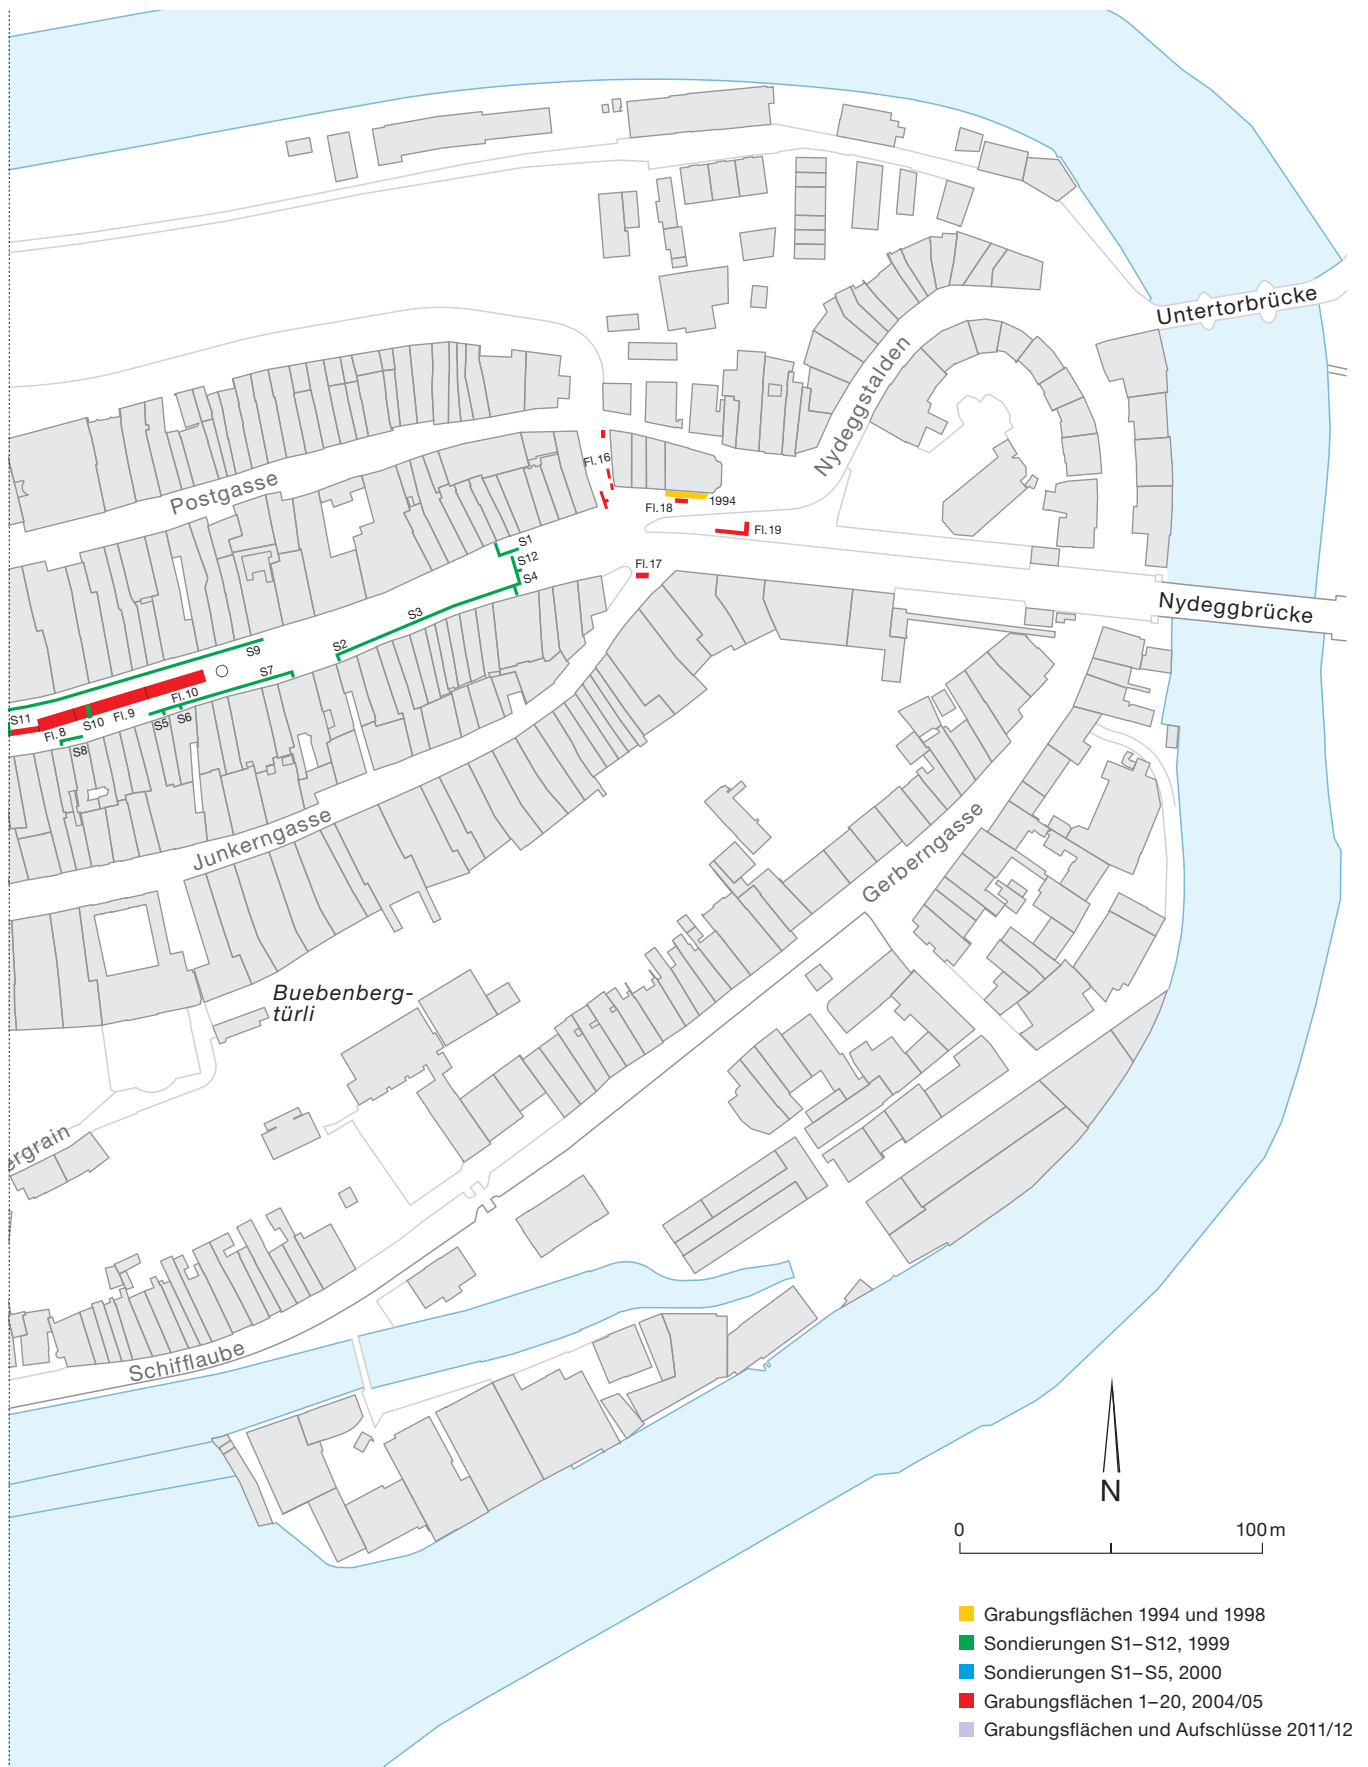 Untertorbrücke
Nydeggstalden
Postgasse
Fl.16
Fl.18
1994
Fl.19
S1
S12
S4
Fl.17
S3
S2
S9
S7
Fl.10
S11
Fl.8
S10
Fl.9
S5
S6
S8
Nydeggbrücke
Junkerngasse
Gerberngasse
Buebenberg-
türli
ergrain
Schifflaube
N
0 100m
Grabungsflächen 1994 und 1998
Sondierungen S1–S12, 1999
Sondierungen S1–S5, 2000
Grabungsflächen 1–20, 2004/05
Grabungsflächen und Aufschlüsse 2011/12